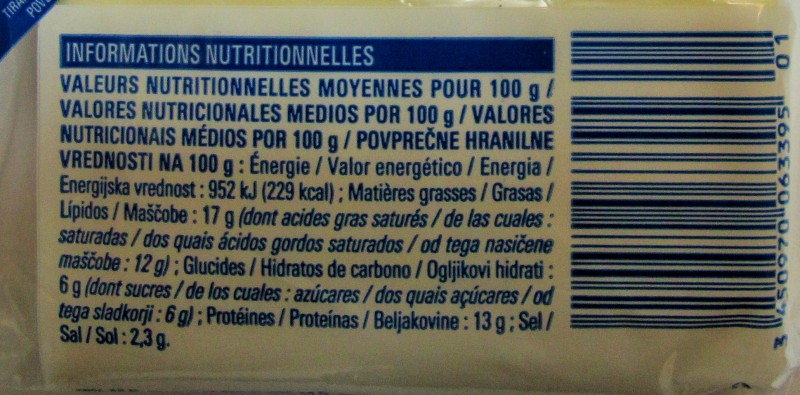 INFORMATIONS NUTRITIONNELLES
VALEURS NUTRITIONNELLES MOYENNES POUR 100 g /
VALORES NUTRICIONALES MEDIOS POR 100 g / VALORES
NUTRICIONAIS MÉDIOS POR 100 g / POVPREČNE HRANILNE
VREDNOSTI NA 100 g : Énergie / Valor energético / Energia /
Energijska vrednost : 952 kJ (229 kcal) ; Matières grasses / Grasas /
Lípidos / Maščobe : 17 g (dont acides gras saturés / de las cuales :
saturadas / dos quais ácidos gordos saturados / od tega nasičene
maščobe : 12 g) ; Glucides / Hidratos de carbono / Ogljikovi hidrati :
6 g (dont sucres / de los cuales : azúcares / dos quais açúcares / od
tega sladkorji : 6 g) ; Protéines / Proteínas / Beljakovine : 13 g ; Sel /
Sal / Sol : 2,3 g.
3 450970 063395 01